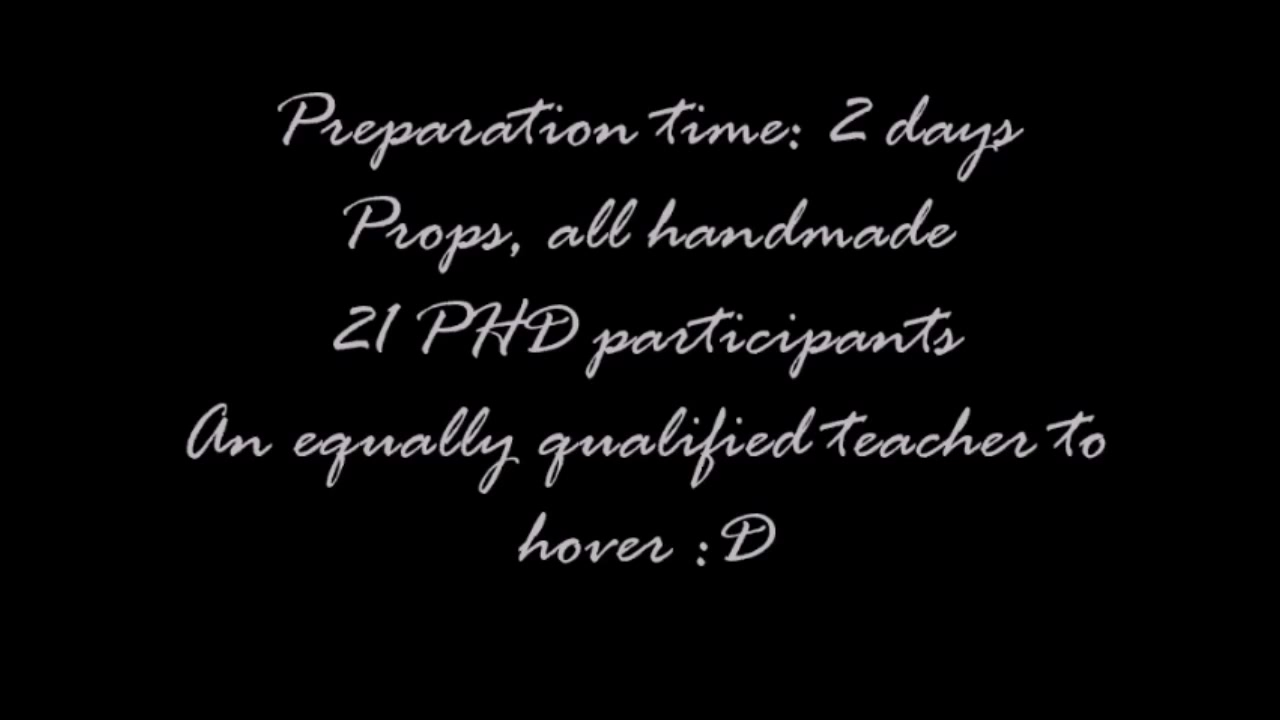 Preparation time: 2 days
Props, all handmade
21 PHD participants
An equally qualified teacher to
hover :D